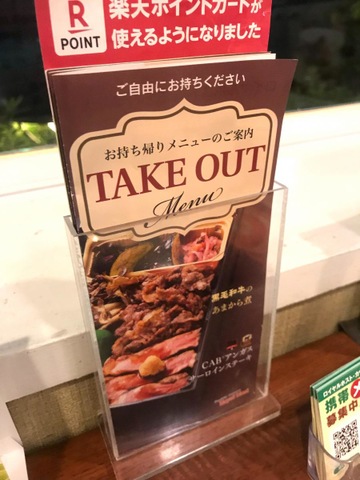 R
POINT
楽天ポイントカードが
使えるようになりました
ご自由にお持ちください
お持ち帰りメニューのご案内
TAKE OUT
Menu
黒毛和牛の
あまから煮
CAB アンガス
サーロインステーキ
携帯
募集中